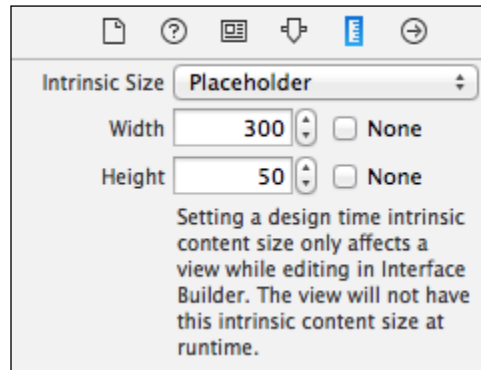 Intrinsic Size Placeholder
Width 300 None
Height 50 None
Setting a design time intrinsic
content size only affects a
view while editing in Interface
Builder. The view will not have
this intrinsic content size at
runtime.